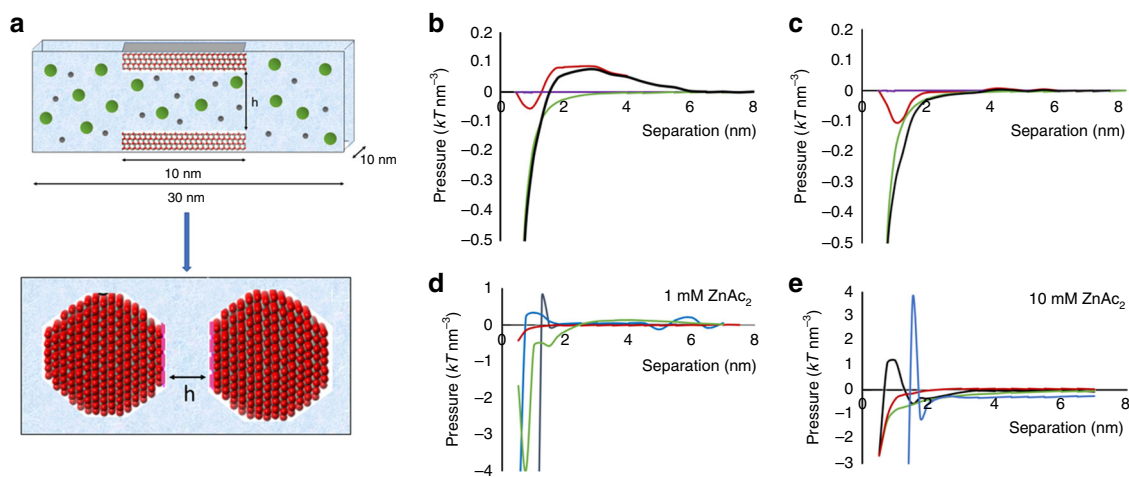 a
h
10 nm
10 nm
30 nm
h
b
0.2
0.1
0
–0.1
–0.2
–0.3
–0.4
–0.5
0 2 4 6 8
Separation (nm)
Pressure (kT nm⁻³)
c
0.2
0.1
0
–0.1
–0.2
–0.3
–0.4
–0.5
0 2 4 6 8
Separation (nm)
Pressure (kT nm⁻³)
d
1 mM ZnAc₂
1
0
–1
–2
–3
–4
0 2 4 6 8
Separation (nm)
Pressure (kT nm⁻³)
e
10 mM ZnAc₂
4
3
2
1
0
–1
–2
–3
0 2 4 6 8
Separation (nm)
Pressure (kT nm⁻³)